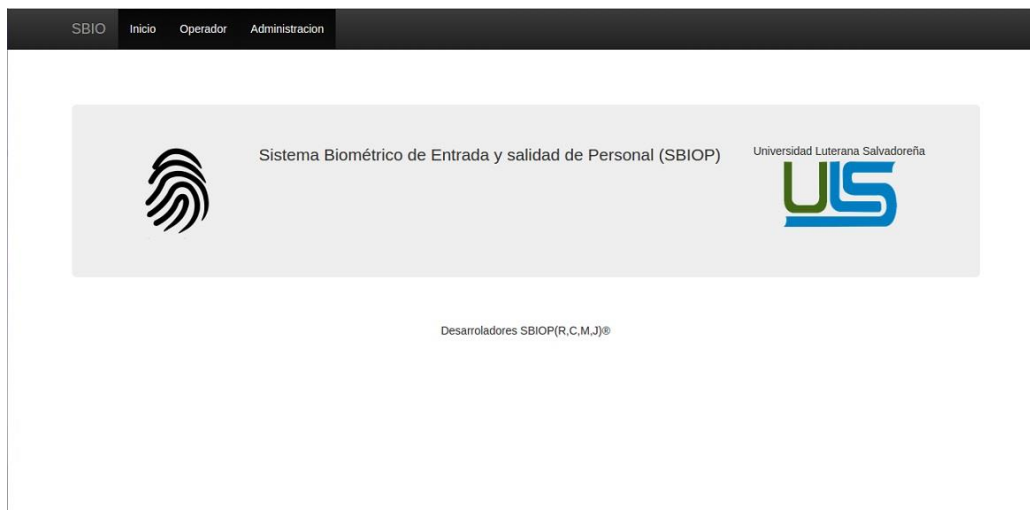 SBIO Inicio Operador Administracion
Sistema Biométrico de Entrada y salidad de Personal (SBIOP)
Universidad Luterana Salvadoreña
ULS
Desarroladores SBIOP(R,C,M,J)®